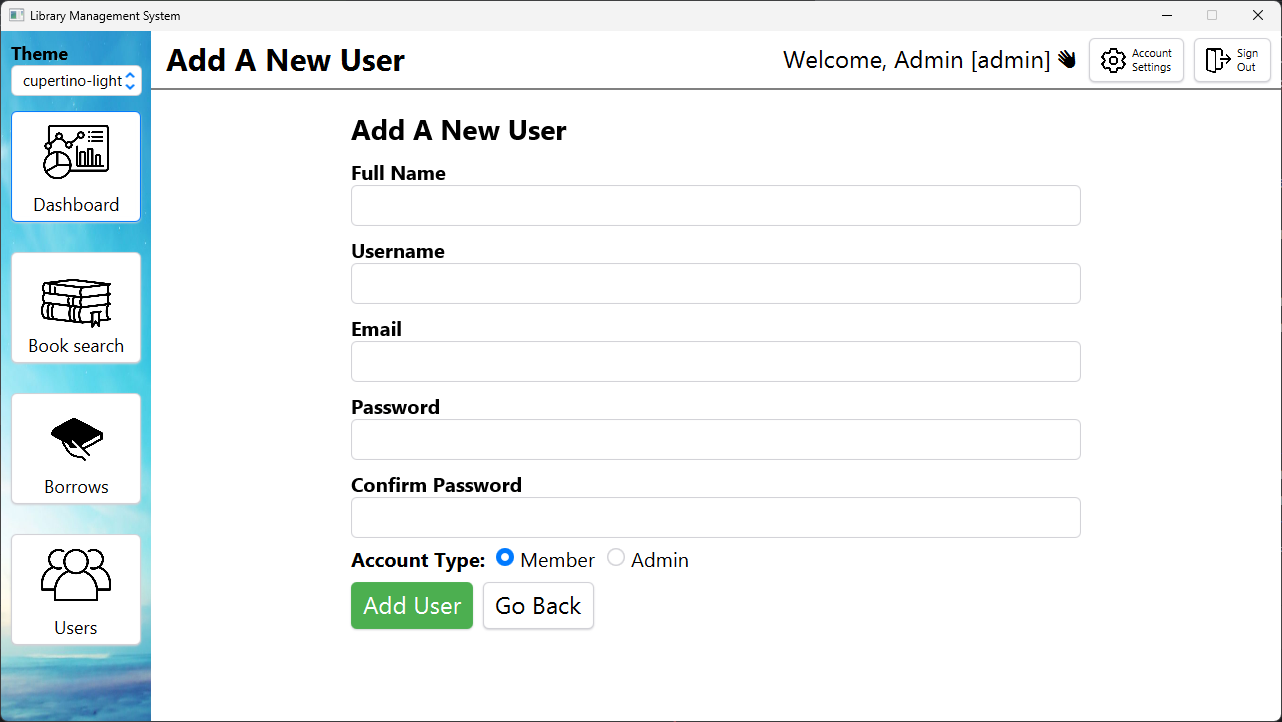 Library Management System
Theme
cupertino-light
Dashboard
Book search
Borrows
Users
Add A New User
Welcome, Admin [admin]
Account
Settings
Sign
Out
Add A New User
Full Name
Username
Email
Password
Confirm Password
Account Type: Member Admin
Add User Go Back